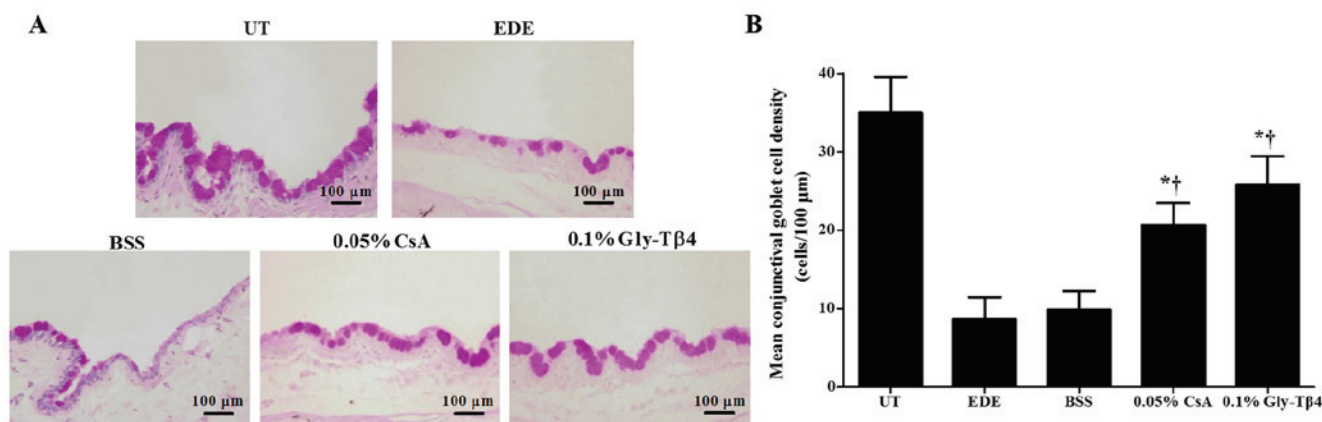 A
UT
EDE
100 µm
100 µm
BSS
0.05% CsA
0.1% Gly-Tβ4
100 µm
100 µm
100 µm
B
Mean conjunctival goblet cell density
(cells/100 µm)
40
30
20
10
0
*†
*†
UT
EDE
BSS
0.05% CsA
0.1% Gly-Tβ4